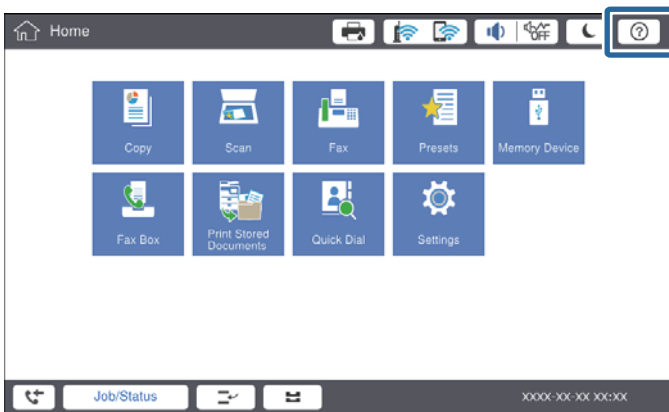 Home
OFF
?
Copy
Scan
Fax
Presets
Memory Device
Fax Box
Print Stored
Documents
Quick Dial
Settings
Job/Status
XXXX-XX-XX XX:XX